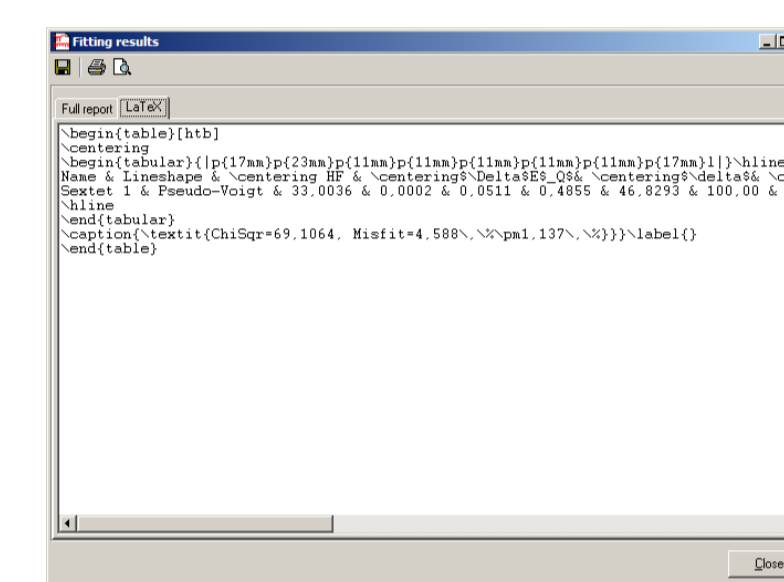 Fitting results
Full report LaTeX
\begin{table}[htb]
\centering
\begin{tabular}{|p{17mm}p{23mm}p{11mm}p{11mm}p{11mm}p{11mm}p{11mm}p{17mm}l|}\hline
Name & Lineshape & \centering HF & \centering$\Delta$E$_Q$& \centering$\delta$& \c
Sextet 1 & Pseudo-Voigt & 33,0036 & 0,0002 & 0,0511 & 0,4855 & 46,8293 & 100,00 &
\hline
\end{tabular}
\caption{\textit{ChiSqr=69,1064, Misfit=4,588\,\%\pm1,137\,\%}}}\label{}
\end{table}
Close